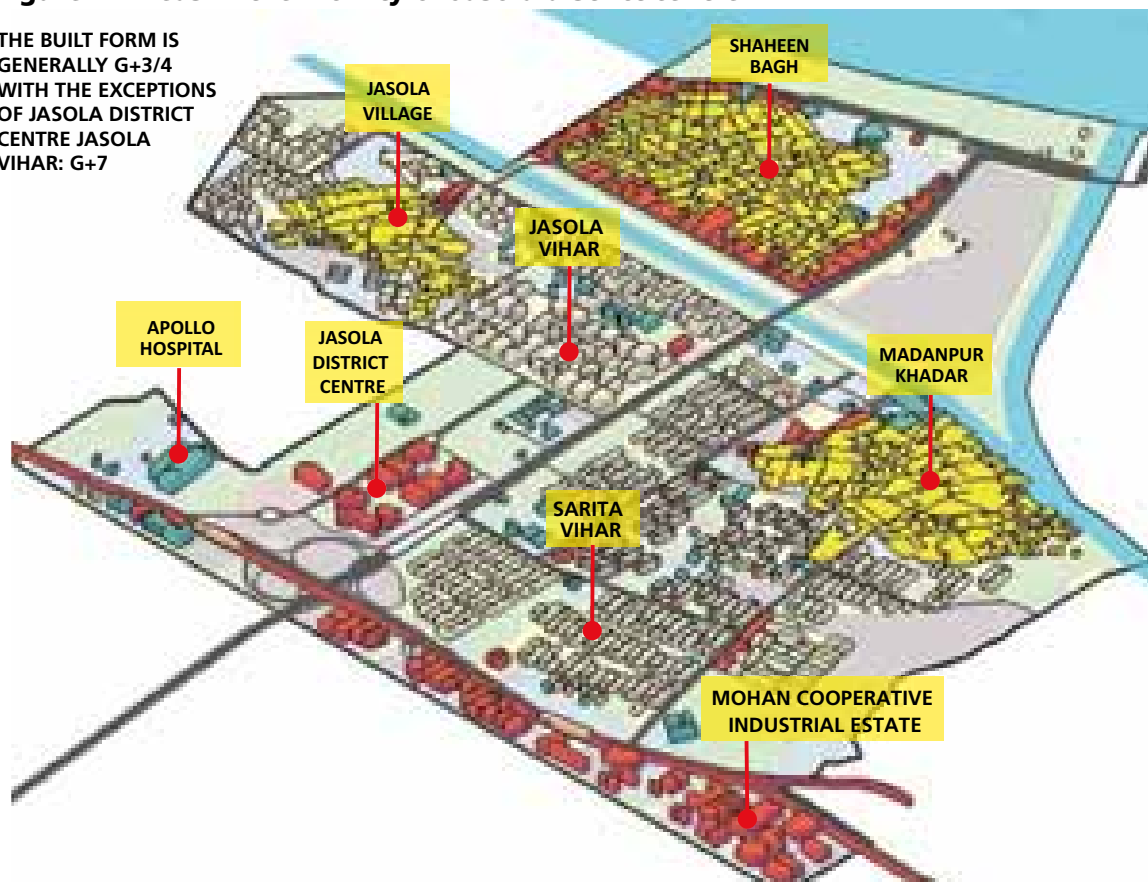 THE BUILT FORM IS
GENERALLY G+3/4
WITH THE EXCEPTIONS
OF JASOLA DISTRICT
CENTRE JASOLA
VIHAR: G+7
SHAHEEN
BAGH
JASOLA
VILLAGE
JASOLA
VIHAR
APOLLO
HOSPITAL
JASOLA
DISTRICT
CENTRE
MADANPUR
KHADAR
SARITA
VIHAR
MOHAN COOPERATIVE
INDUSTRIAL ESTATE